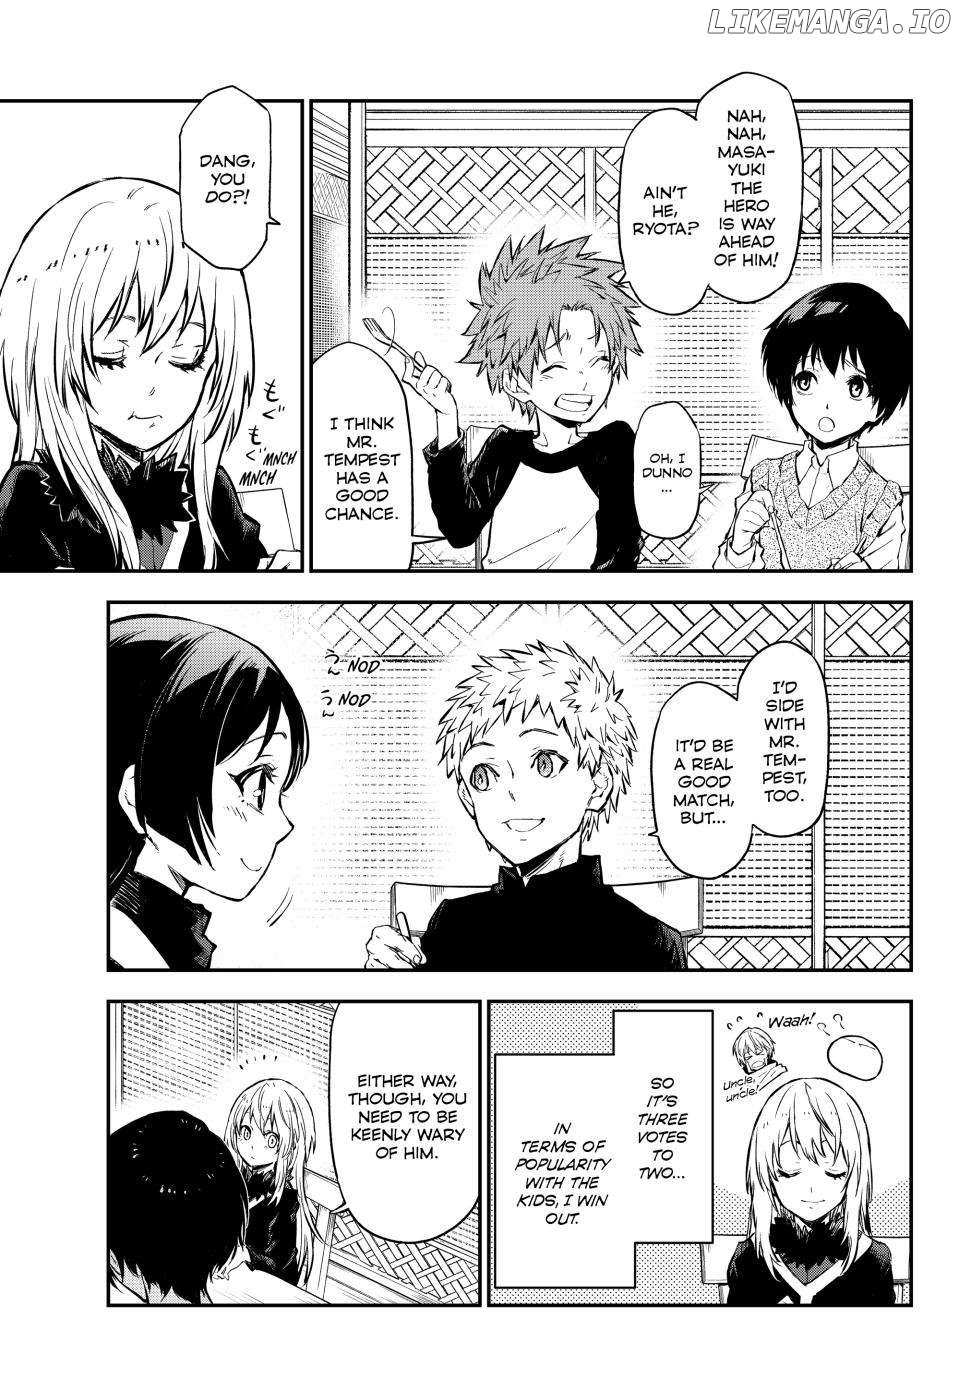 LIKEMANGA.IO
NAH,
NAH,
MASA-
YUKI
THE
HERO
IS WAY
AHEAD
OF HIM!
AIN'T
HE,
RYOTA?
OH, I
DUNNO
...
I THINK
MR.
TEMPEST
HAS A
GOOD
CHANCE.
DANG,
YOU
DO?!
もぐ
もぐ
MNCH
MNCH
I'D
SIDE
WITH
MR.
TEM-
PEST,
TOO.
IT'D BE
A REAL
GOOD
MATCH,
BUT...
うん
NOD
うん
NOD
Waah!
Uncle,
uncle!
SO
IT'S
THREE
VOTES
TO
TWO...
IN
TERMS OF
POPULARITY
WITH THE
KIDS, I WIN
OUT.
EITHER WAY,
THOUGH, YOU
NEED TO BE
KEENLY WARY
OF HIM.